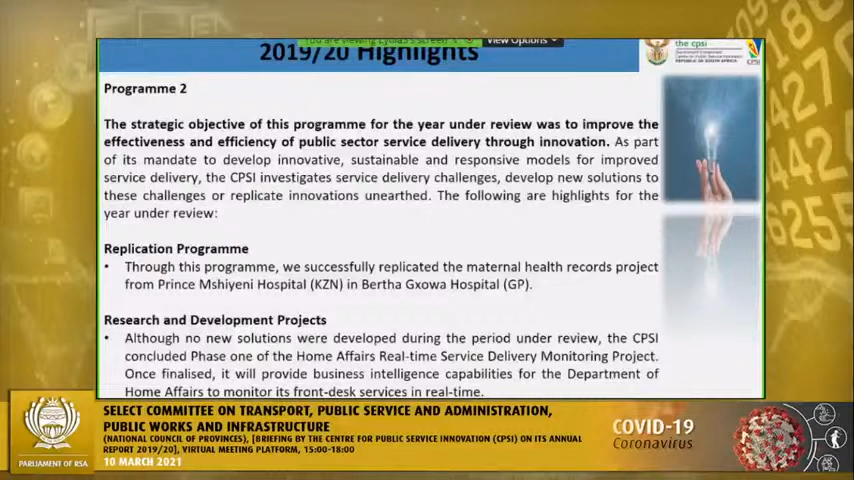 You are viewing Lydia's screen
View Options
2019/20 Highlights
the cpsi
REPUBLIC OF SOUTH AFRICA
CPSI
Programme 2
The strategic objective of this programme for the year under review was to improve the
effectiveness and efficiency of public sector service delivery through innovation. As part
of its mandate to develop innovative, sustainable and responsive models for improved
service delivery, the CPSI investigates service delivery challenges, develop new solutions to
these challenges or replicate innovations unearthed. The following are highlights for the
year under review:
Replication Programme
• Through this programme, we successfully replicated the maternal health records project
from Prince Mshiyeni Hospital (KZN) in Bertha Gxowa Hospital (GP).
Research and Development Projects
• Although no new solutions were developed during the period under review, the CPSI
concluded Phase one of the Home Affairs Real-time Service Delivery Monitoring Project.
Once finalised, it will provide business intelligence capabilities for the Department of
Home Affairs to monitor its front-desk services in real-time.
SELECT COMMITTEE ON TRANSPORT, PUBLIC SERVICE AND ADMINISTRATION,
PUBLIC WORKS AND INFRASTRUCTURE
(NATIONAL COUNCIL OF PROVINCES), [BRIEFING BY THE CENTRE FOR PUBLIC SERVICE INNOVATION (CPSI) ON ITS ANNUAL
REPORT 2019/20], VIRTUAL MEETING PLATFORM, 15:00-18:00
10 MARCH 2021
PARLIAMENT OF RSA
COVID-19
Coronavirus